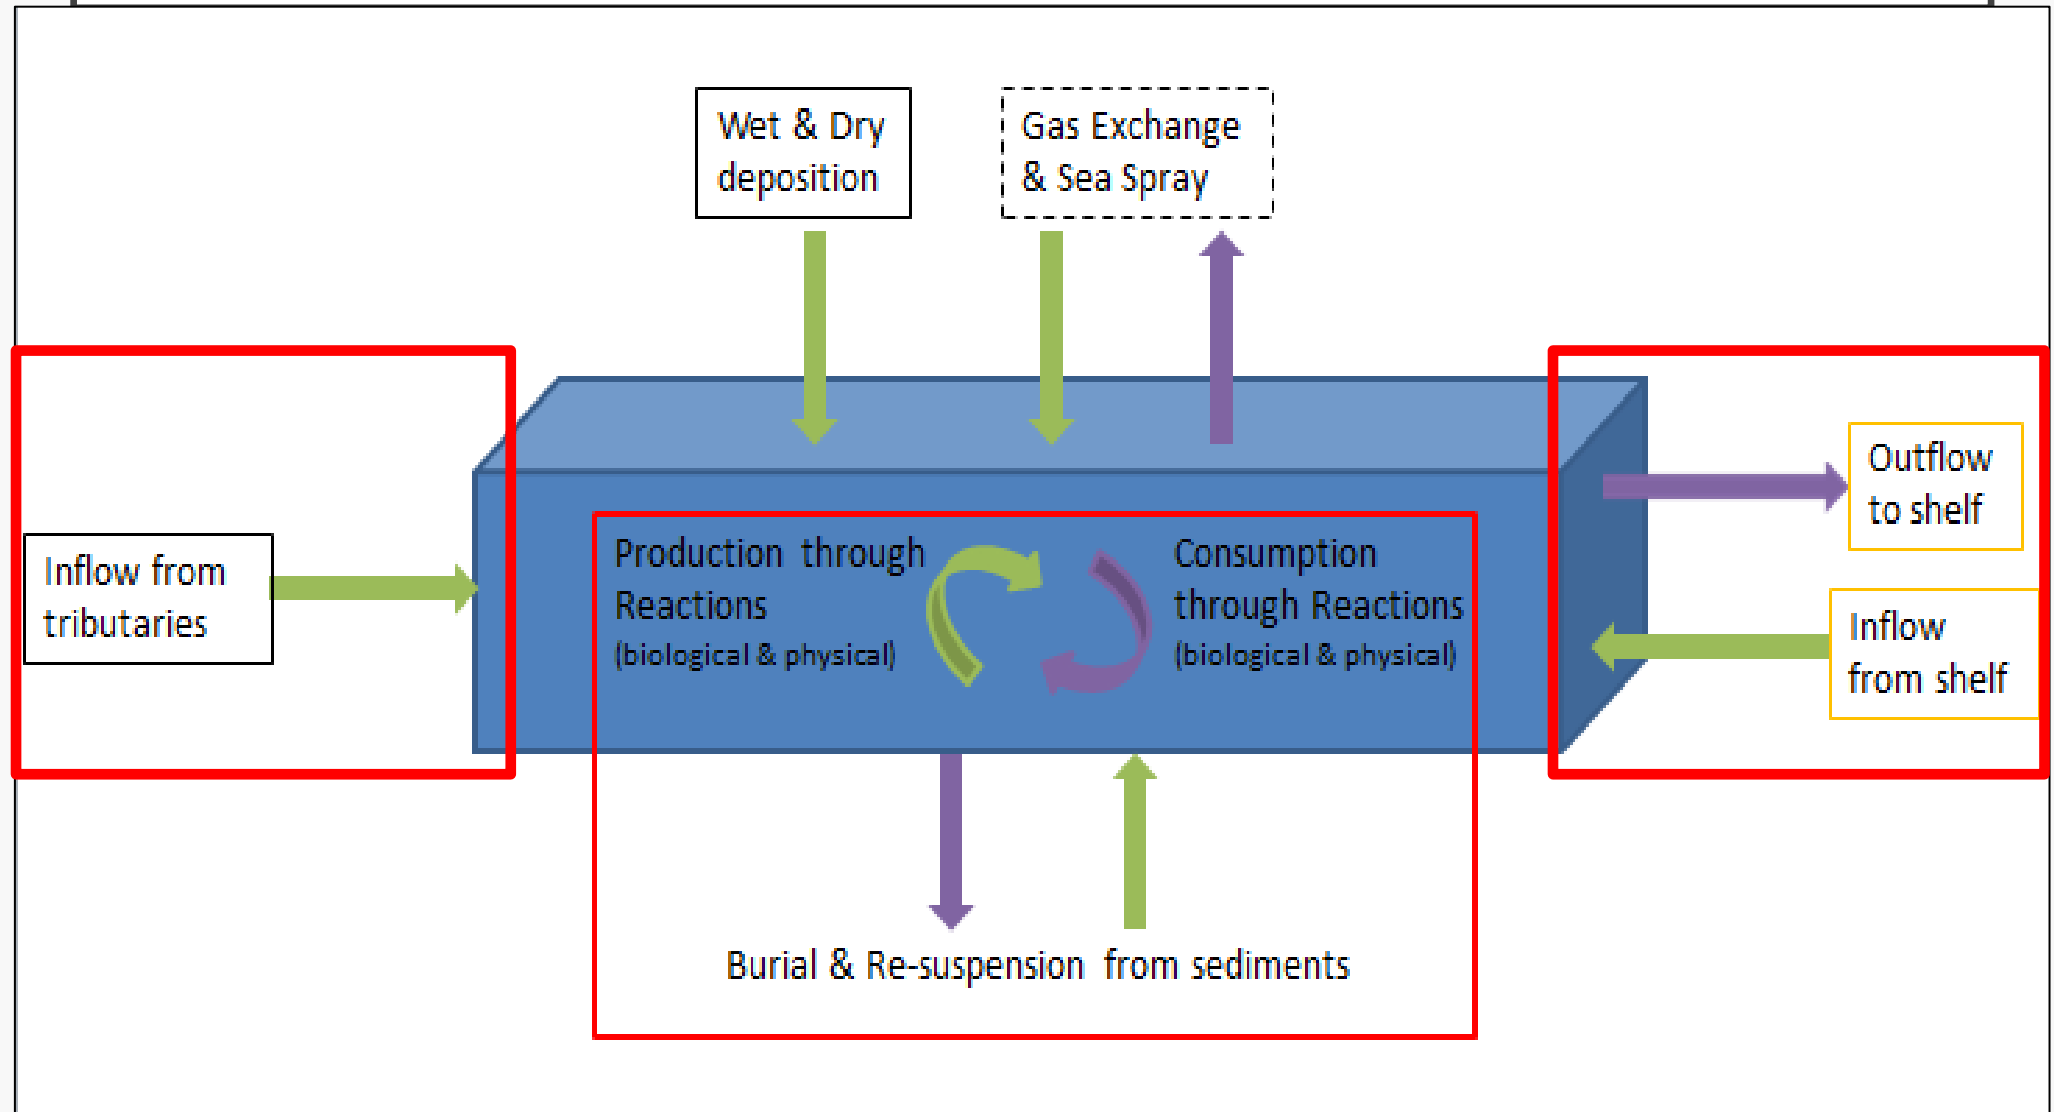 Wet & Dry
deposition
Gas Exchange
& Sea Spray
Inflow from
tributaries
Production through
Reactions
(biological & physical)
Consumption
through Reactions
(biological & physical)
Outflow
to shelf
Inflow
from shelf
Burial & Re-suspension from sediments